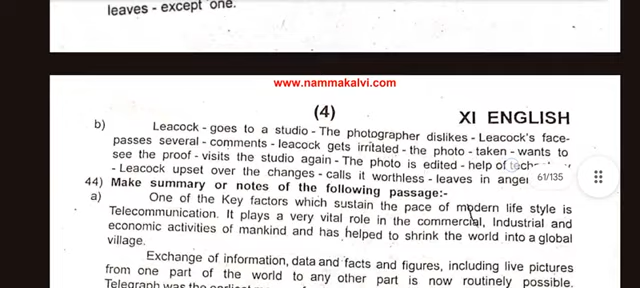 leaves - except one.
www.nammakalvi.com
(4)
XI ENGLISH
b) Leacock - goes to a studio - The photographer dislikes - Leacock's face-
passes several - comments - leacock gets irritated - the photo - taken - wants to
see the proof - visits the studio again - The photo is edited - help of
- Leacock upset over the changes - calls it worthless - leaves in
61/135
44) Make summary or notes of the following passage:-
a) One of the Key factors which sustain the pace of modern life style is
Telecommunication. It plays a very vital role in the commercial, Industrial and
economic activities of mankind and has helped to shrink the world into a global
village.
Exchange of information, data and facts and figures, including live pictures
from one part of the world to any other part is now routinely possible.
Telegraph was the earliest